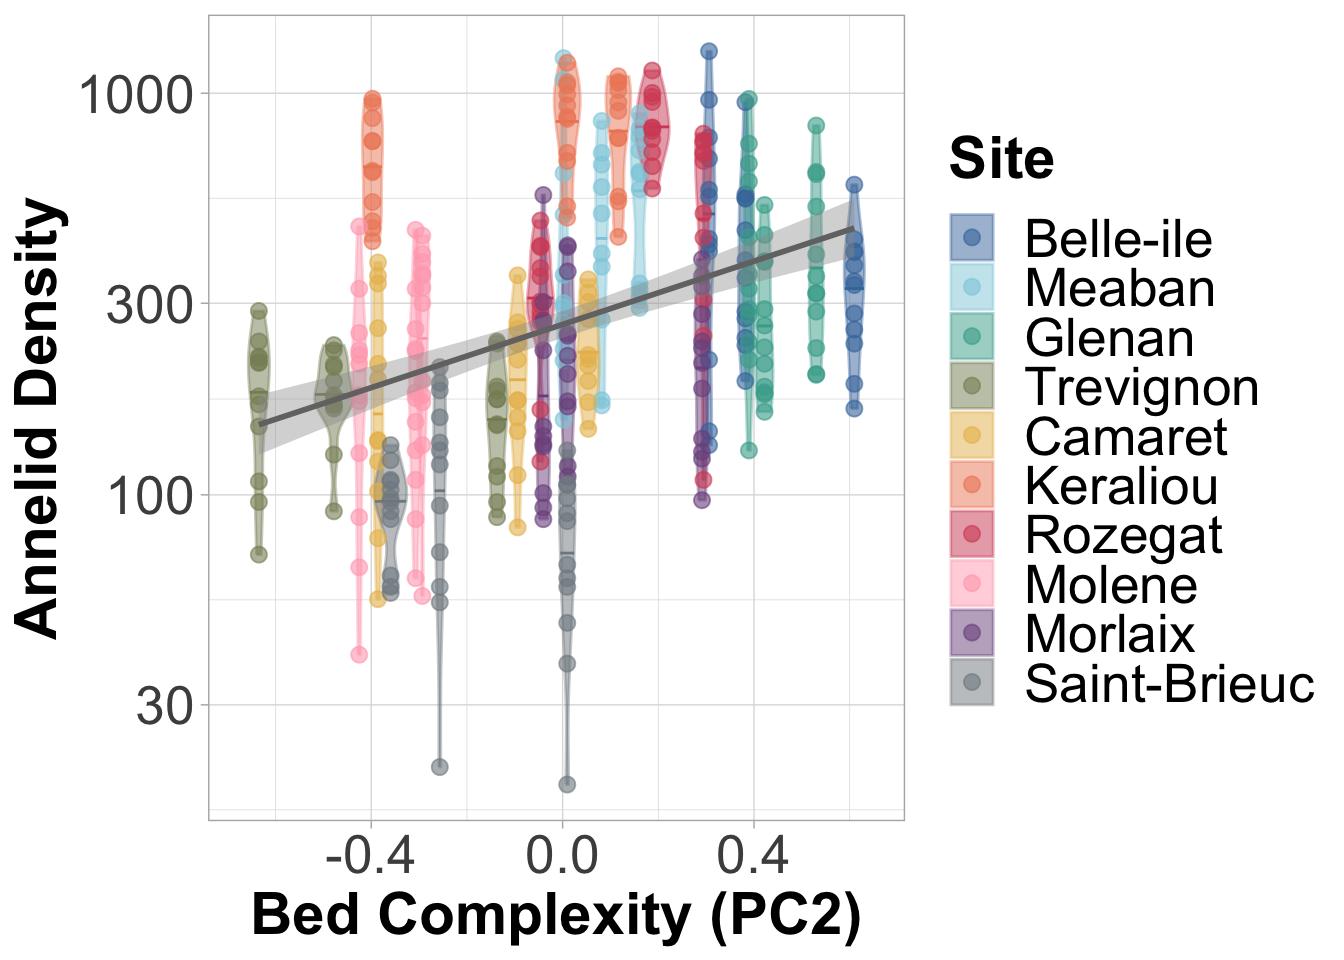 Annelid Density
1000
300
100
30
-0.4 0.0 0.4
Bed Complexity (PC2)
Site
Belle-ile
Meaban
Glenan
Trevignon
Camaret
Keraliou
Rozegat
Molene
Morlaix
Saint-Brieuc